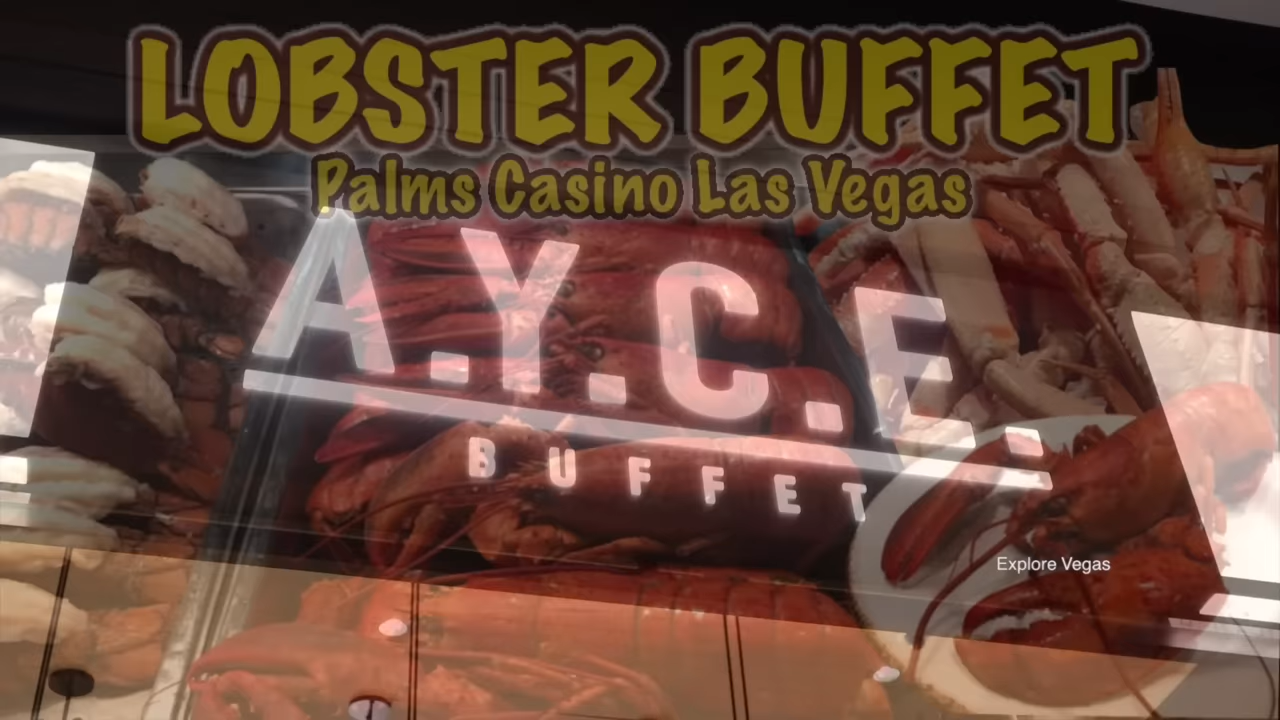 LOBSTER BUFFET
Palms Casino Las Vegas
A.Y.C.E.
BUFFET
Explore Vegas